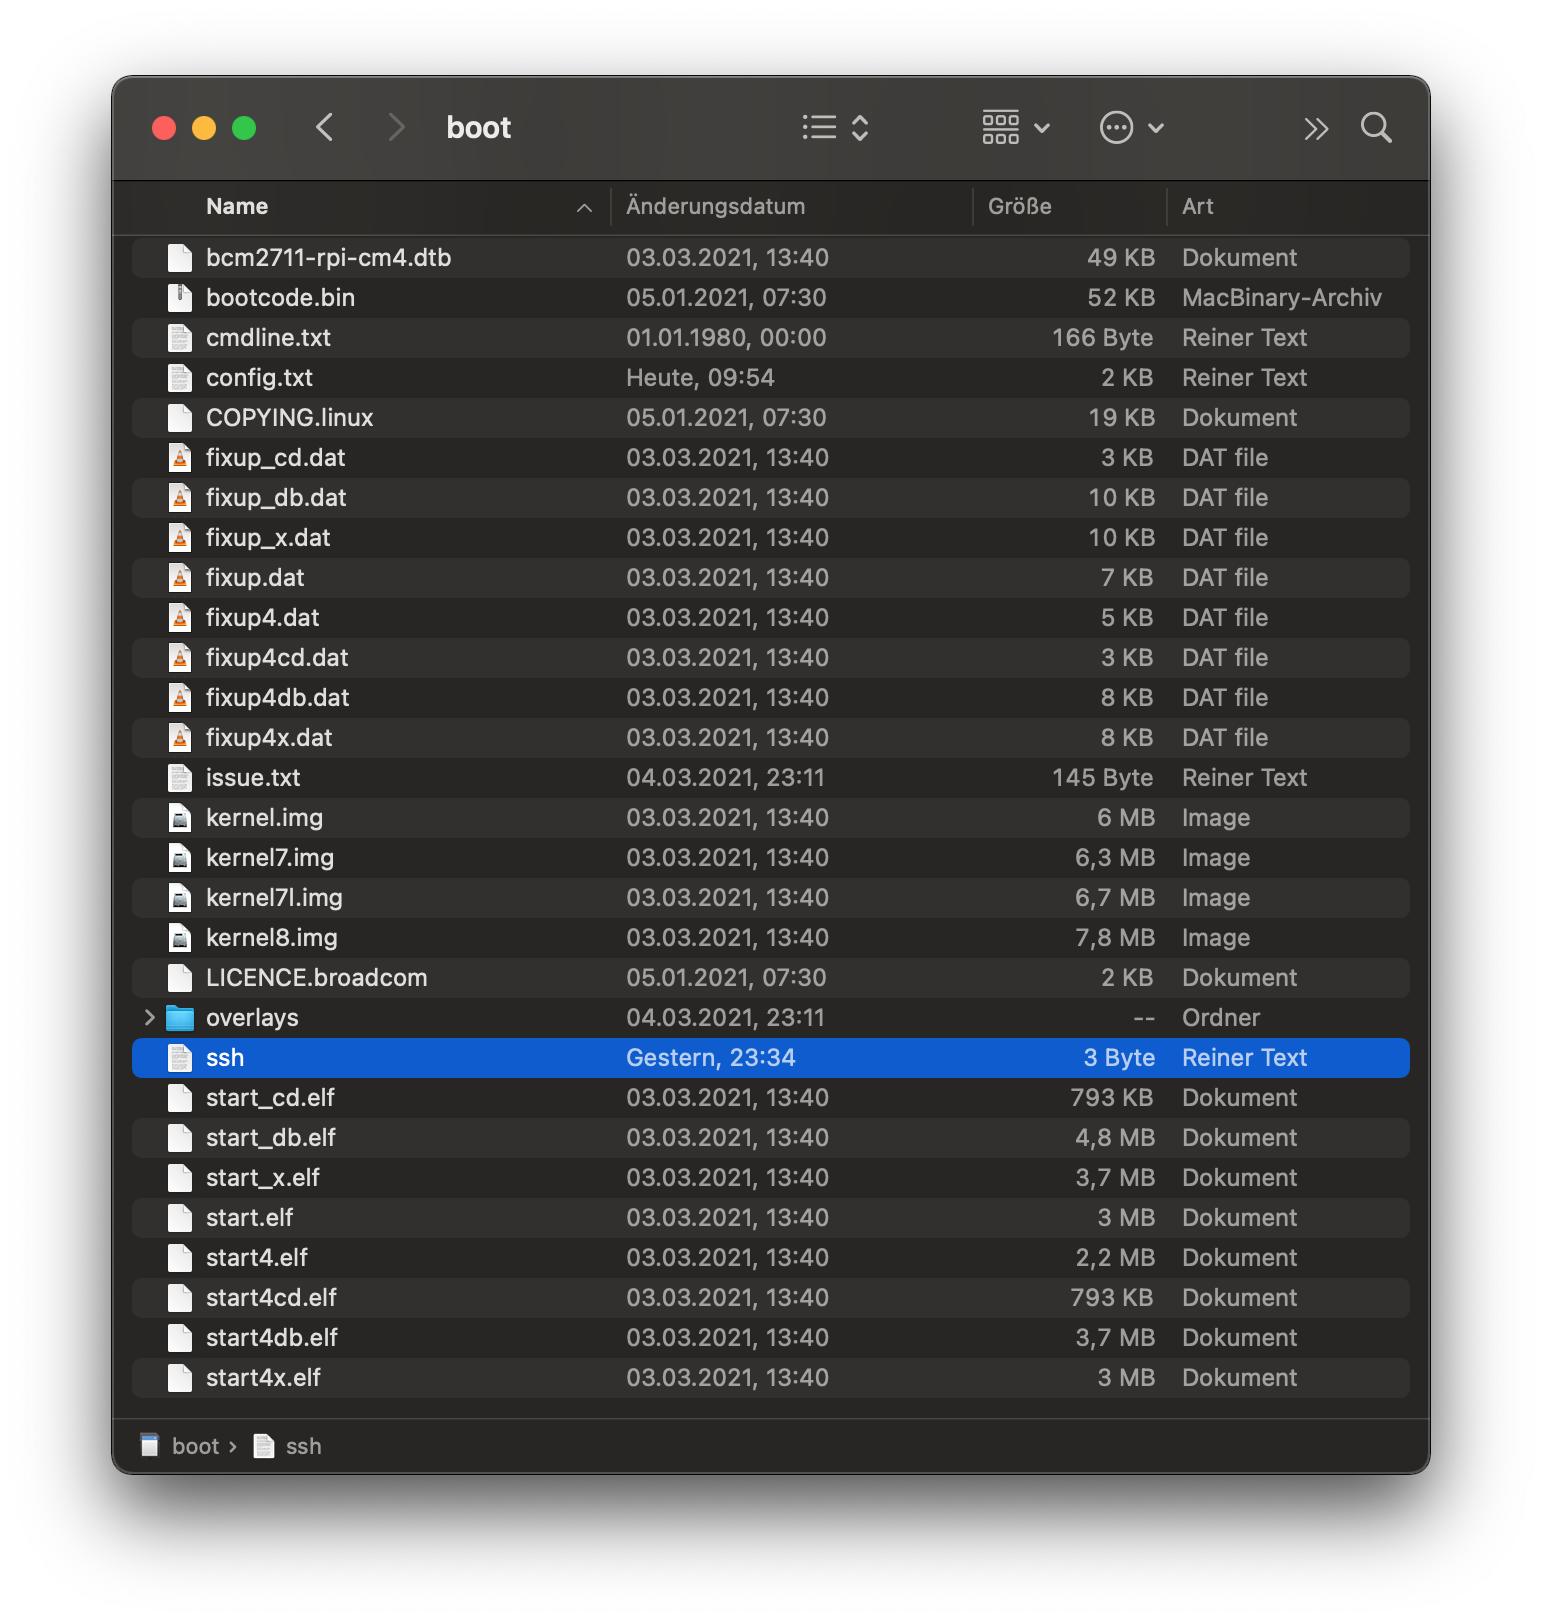 boot
Name Änderungsdatum Größe Art
bcm2711-rpi-cm4.dtb 03.03.2021, 13:40 49 KB Dokument
bootcode.bin 05.01.2021, 07:30 52 KB MacBinary-Archiv
cmdline.txt 01.01.1980, 00:00 166 Byte Reiner Text
config.txt Heute, 09:54 2 KB Reiner Text
COPYING.linux 05.01.2021, 07:30 19 KB Dokument
fixup_cd.dat 03.03.2021, 13:40 3 KB DAT file
fixup_db.dat 03.03.2021, 13:40 10 KB DAT file
fixup_x.dat 03.03.2021, 13:40 10 KB DAT file
fixup.dat 03.03.2021, 13:40 7 KB DAT file
fixup4.dat 03.03.2021, 13:40 5 KB DAT file
fixup4cd.dat 03.03.2021, 13:40 3 KB DAT file
fixup4db.dat 03.03.2021, 13:40 8 KB DAT file
fixup4x.dat 03.03.2021, 13:40 8 KB DAT file
issue.txt 04.03.2021, 23:11 145 Byte Reiner Text
kernel.img 03.03.2021, 13:40 6 MB Image
kernel7.img 03.03.2021, 13:40 6,3 MB Image
kernel7l.img 03.03.2021, 13:40 6,7 MB Image
kernel8.img 03.03.2021, 13:40 7,8 MB Image
LICENCE.broadcom 05.01.2021, 07:30 2 KB Dokument
overlays 04.03.2021, 23:11 -- Ordner
ssh Gestern, 23:34 3 Byte Reiner Text
start_cd.elf 03.03.2021, 13:40 793 KB Dokument
start_db.elf 03.03.2021, 13:40 4,8 MB Dokument
start_x.elf 03.03.2021, 13:40 3,7 MB Dokument
start.elf 03.03.2021, 13:40 3 MB Dokument
start4.elf 03.03.2021, 13:40 2,2 MB Dokument
start4cd.elf 03.03.2021, 13:40 793 KB Dokument
start4db.elf 03.03.2021, 13:40 3,7 MB Dokument
start4x.elf 03.03.2021, 13:40 3 MB Dokument
boot › ssh